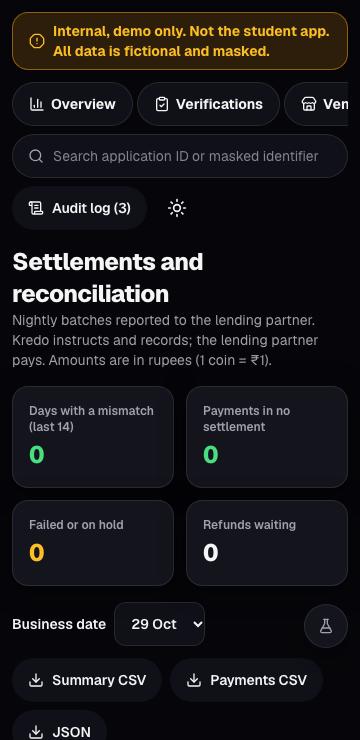 Internal, demo only. Not the student app.
All data is fictional and masked.
Overview
Verifications
Ven
Search application ID or masked identifier
Audit log (3)
Settlements and
reconciliation
Nightly batches reported to the lending partner.
Kredo instructs and records; the lending partner
pays. Amounts are in rupees (1 coin = ₹1).
Days with a mismatch
(last 14)
0
Payments in no
settlement
0
Failed or on hold
0
Refunds waiting
0
Business date
29 Oct
Summary CSV
Payments CSV
JSON